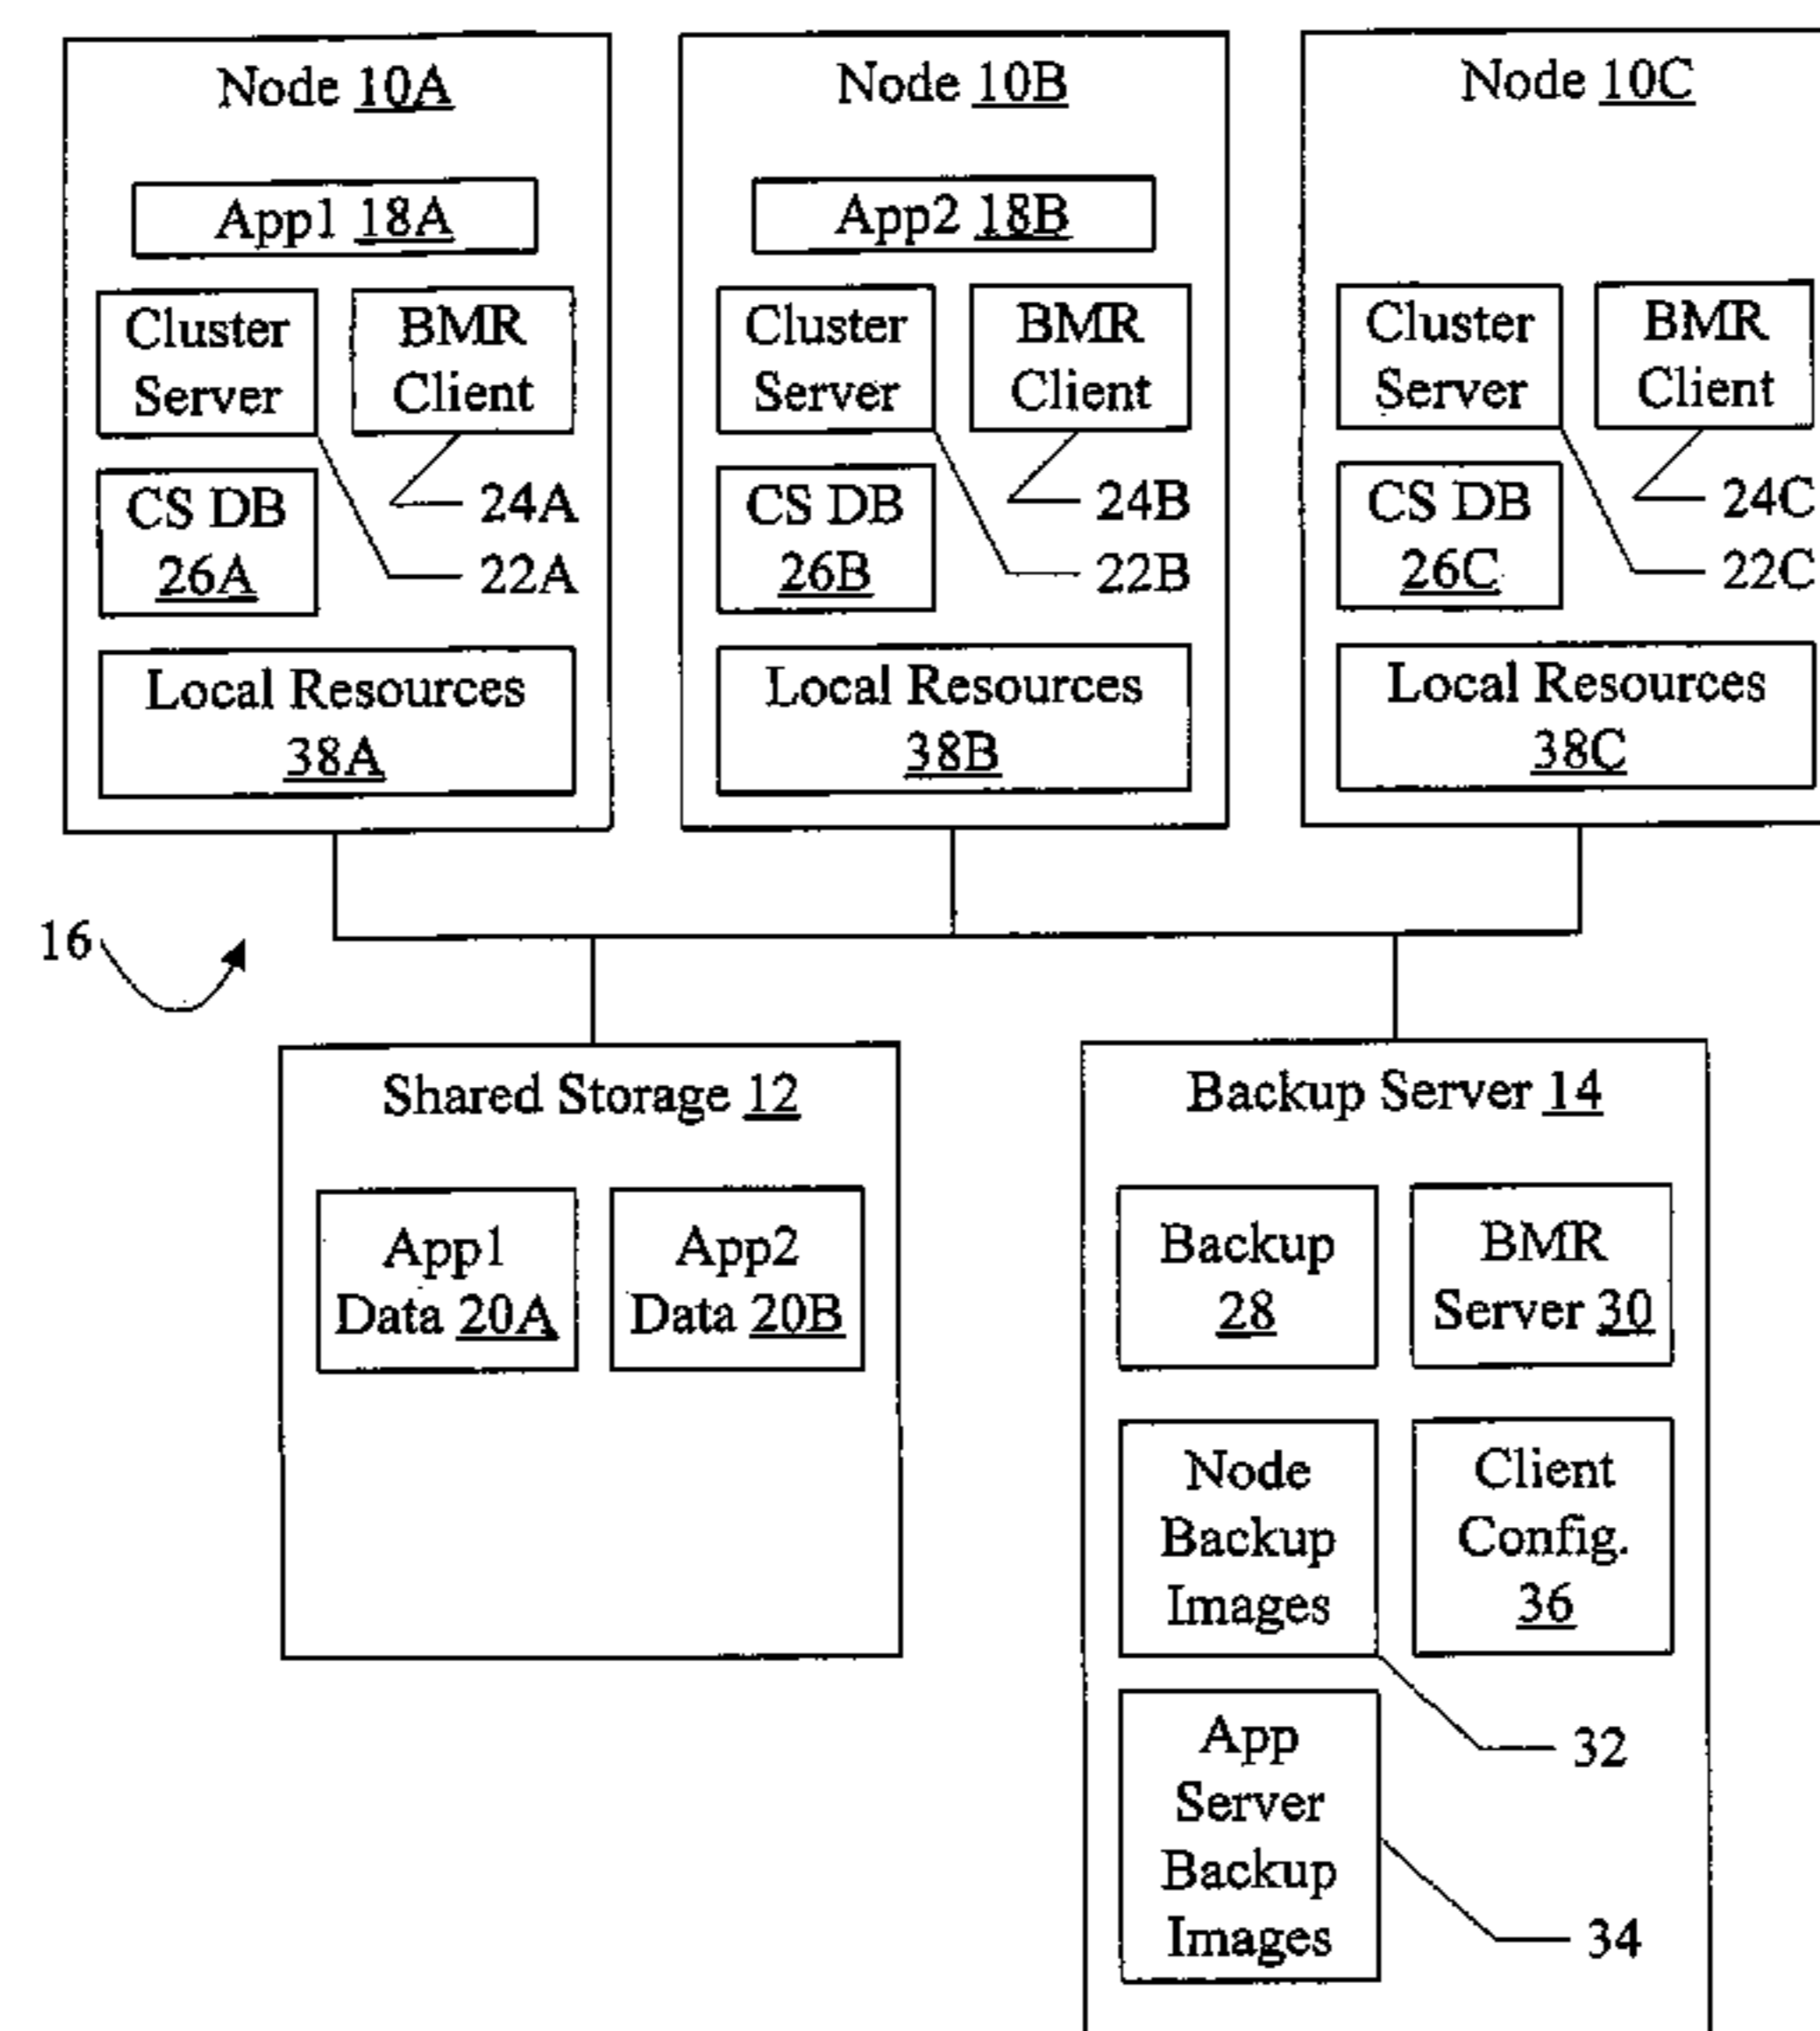 Node 10A
App1 18A
Cluster
Server
BMR
Client
CS DB
26A
24A
22A
Local Resources
38A
Node 10B
App2 18B
Cluster
Server
BMR
Client
CS DB
26B
24B
22B
Local Resources
38B
Node 10C
Cluster
Server
BMR
Client
CS DB
26C
24C
22C
Local Resources
38C
16
Shared Storage 12
App1
Data 20A
App2
Data 20B
Backup Server 14
Backup
28
BMR
Server 30
Node
Backup
Images
Client
Config.
36
32
App
Server
Backup
Images
34